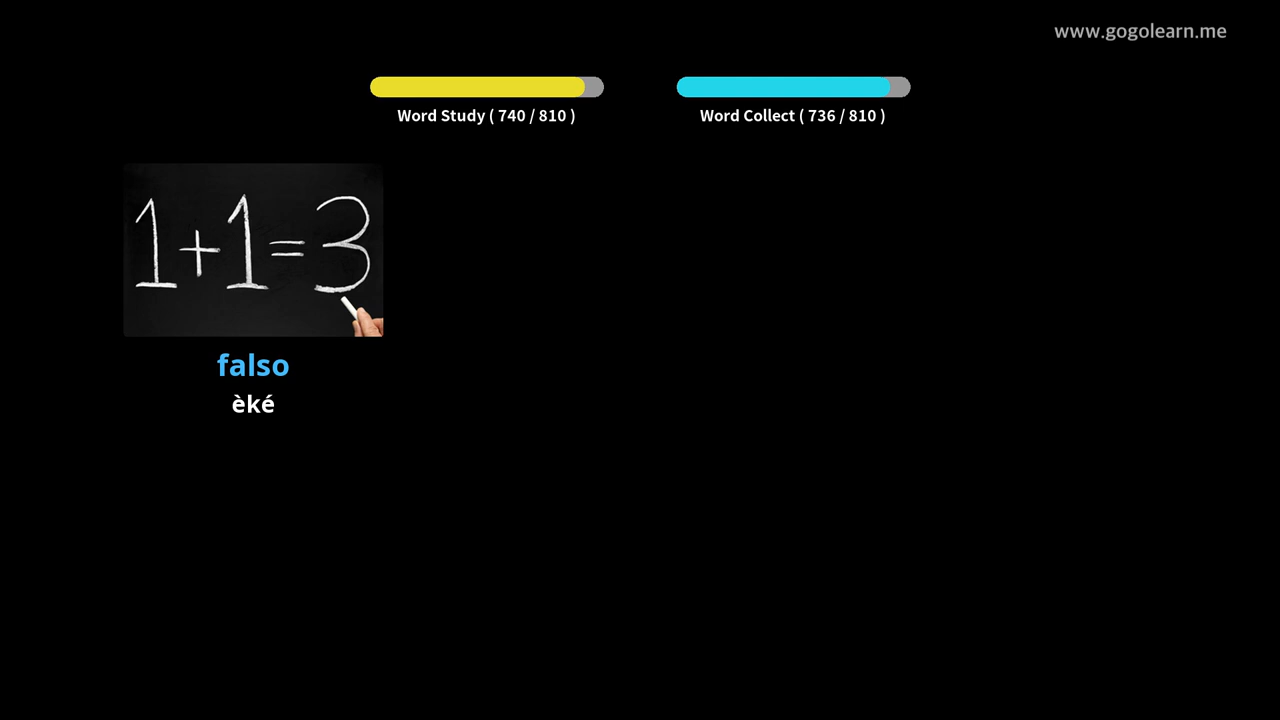 www.gogolearn.me
Word Study ( 740 / 810 )
Word Collect ( 736 / 810 )
1+1=3
falso
èké